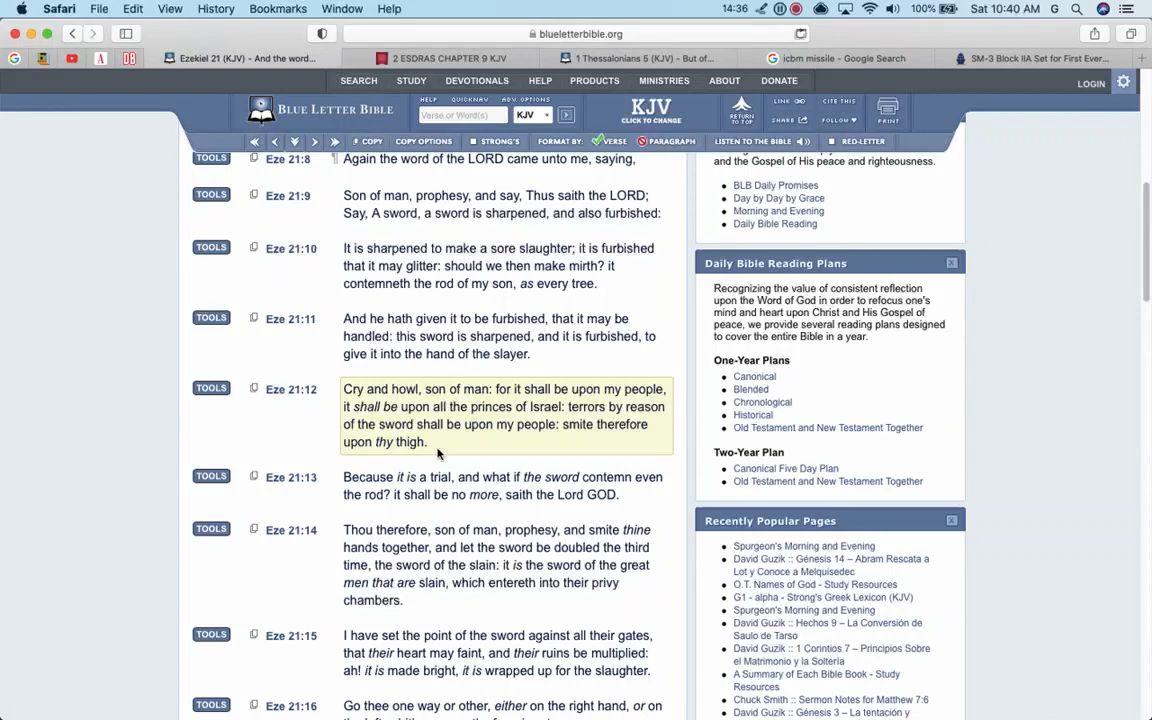 Safari File Edit View History Bookmarks Window Help 14:36 100% Sat 10:40 AM G
blueletterbible.org
Ezekiel 21 (KJV) - And the word... 2 ESDRAS CHAPTER 9 KJV 1 Thessalonians 5 (KJV) - But of... icbm missile - Google Search SM-3 Block IIA Set for First Ever...
SEARCH STUDY DEVOTIONALS HELP PRODUCTS MINISTRIES ABOUT DONATE LOGIN
BLUE LETTER BIBLE
HELP QUICKNAV ADV OPTIONS
Verse or Word(s) KJV
KJV
CLICK TO CHANGE
RETURN
TO TOP
LINK CITE THIS
SHARE FOLLOW
PRINT
COPY COPY OPTIONS STRONG'S FORMAT BY: VERSE PARAGRAPH LISTEN TO THE BIBLE RED-LETTER
TOOLS Eze 21:8 ¶ Again the word of the LORD came unto me, saying,
TOOLS Eze 21:9 Son of man, prophesy, and say, Thus saith the LORD;
Say, A sword, a sword is sharpened, and also furbished:
TOOLS Eze 21:10 It is sharpened to make a sore slaughter; it is furbished
that it may glitter: should we then make mirth? it
contemneth the rod of my son, as every tree.
TOOLS Eze 21:11 And he hath given it to be furbished, that it may be
handled: this sword is sharpened, and it is furbished, to
give it into the hand of the slayer.
TOOLS Eze 21:12 Cry and howl, son of man: for it shall be upon my people,
it shall be upon all the princes of Israel: terrors by reason
of the sword shall be upon my people: smite therefore
upon thy thigh.
TOOLS Eze 21:13 Because it is a trial, and what if the sword contemn even
the rod? it shall be no more, saith the Lord GOD.
TOOLS Eze 21:14 Thou therefore, son of man, prophesy, and smite thine
hands together, and let the sword be doubled the third
time, the sword of the slain: it is the sword of the great
men that are slain, which entereth into their privy
chambers.
TOOLS Eze 21:15 I have set the point of the sword against all their gates,
that their heart may faint, and their ruins be multiplied:
ah! it is made bright, it is wrapped up for the slaughter.
TOOLS Eze 21:16 Go thee one way or other, either on the right hand, or on
and the Gospel of His peace and righteousness.
BLB Daily Promises
Day by Day by Grace
Morning and Evening
Daily Bible Reading
Daily Bible Reading Plans
Recognizing the value of consistent reflection
upon the Word of God in order to refocus one's
mind and heart upon Christ and His Gospel of
peace, we provide several reading plans designed
to cover the entire Bible in a year.
One-Year Plans
Canonical
Blended
Chronological
Historical
Old Testament and New Testament Together
Two-Year Plan
Canonical Five Day Plan
Old Testament and New Testament Together
Recently Popular Pages
Spurgeon's Morning and Evening
David Guzik :: Génesis 14 – Abram Rescata a
Lot y Conoce a Melquisedec
O.T. Names of God - Study Resources
G1 - alpha - Strong's Greek Lexicon (KJV)
Spurgeon's Morning and Evening
David Guzik :: Hechos 9 – La Conversión de
Saulo de Tarso
David Guzik :: 1 Corintios 7 – Principios Sobre
el Matrimonio y la Soltería
A Summary of Each Bible Book - Study
Resources
Chuck Smith :: Sermon Notes for Matthew 7:6
David Guzik :: Génesis 3 – La tentación y